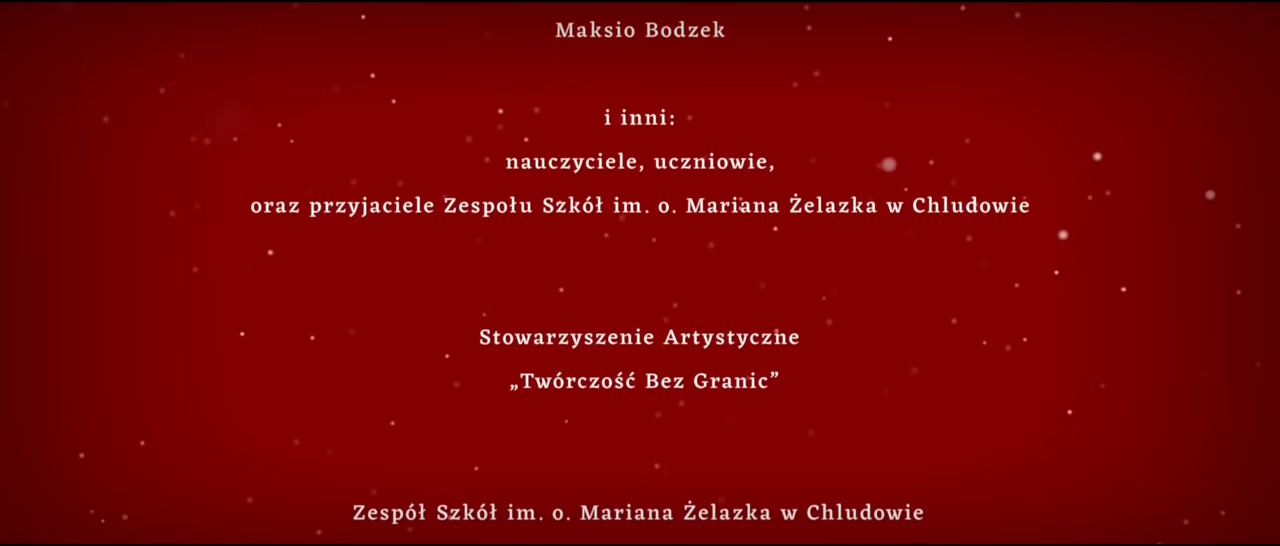 Maksio Bodzek
i inni:
nauczyciele, uczniowie,
oraz przyjaciele Zespołu Szkół im. o. Mariana Żelazka w Chludowie
Stowarzyszenie Artystyczne
„Twórczość Bez Granic”
Zespół Szkół im. o. Mariana Żelazka w Chludowie